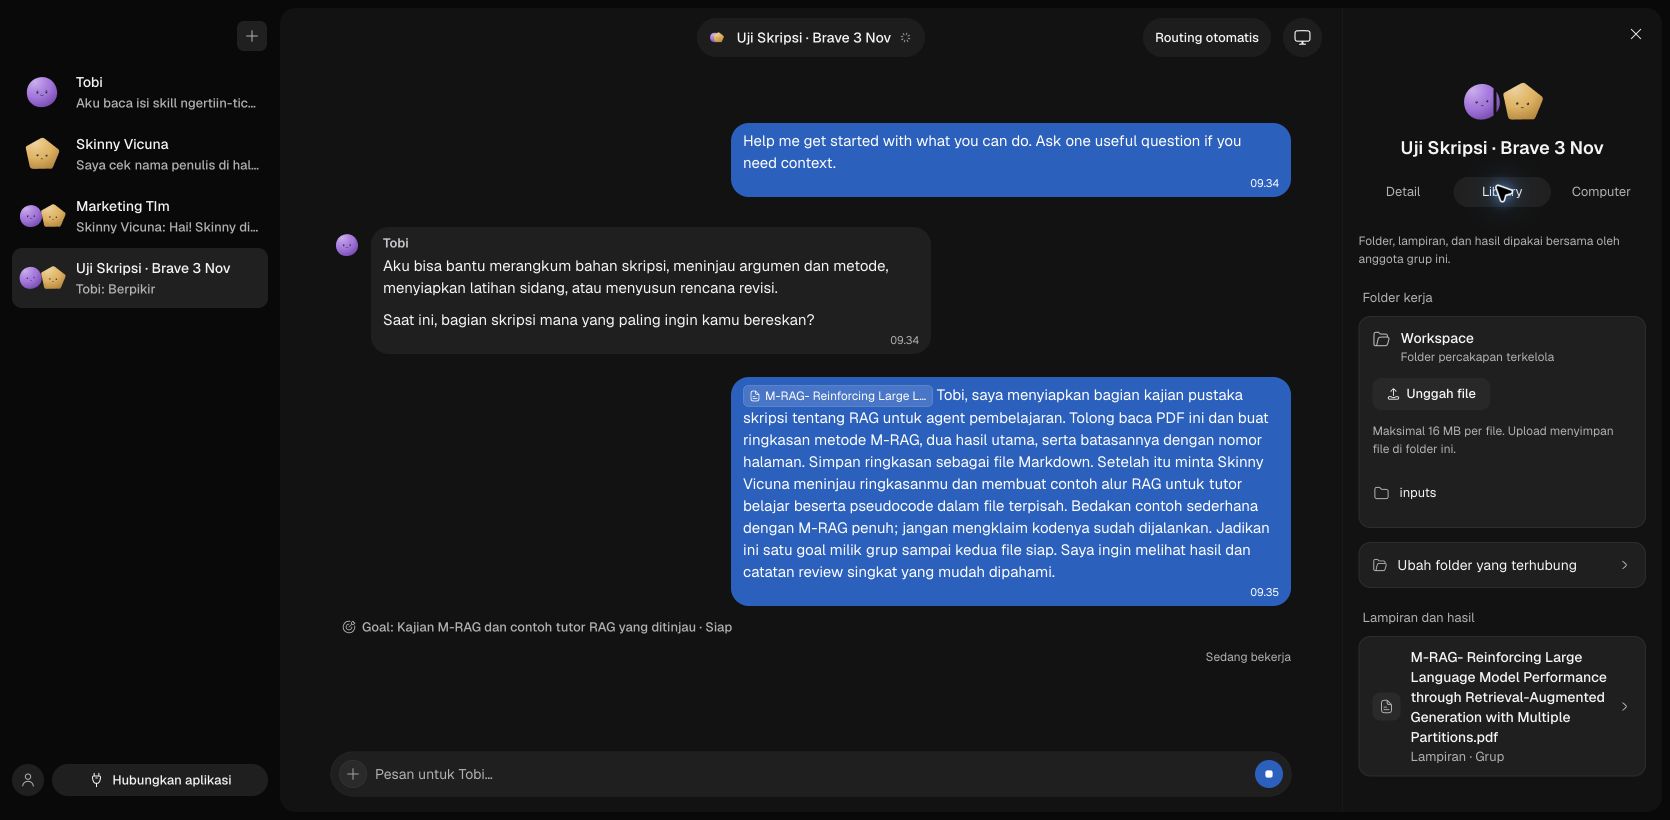 Tobi
Aku baca isi skill ngertiin-tic...
Skinny Vicuna
Saya cek nama penulis di hal...
Marketing TIm
Skinny Vicuna: Hai! Skinny di...
Uji Skripsi · Brave 3 Nov
Tobi: Berpikir
Hubungkan aplikasi
Uji Skripsi · Brave 3 Nov
Routing otomatis
Help me get started with what you can do. Ask one useful question if you
need context.
09.34
Tobi
Aku bisa bantu merangkum bahan skripsi, meninjau argumen dan metode,
menyiapkan latihan sidang, atau menyusun rencana revisi.
Saat ini, bagian skripsi mana yang paling ingin kamu bereskan?
09.34
M-RAG- Reinforcing Large L... Tobi, saya menyiapkan bagian kajian pustaka
skripsi tentang RAG untuk agent pembelajaran. Tolong baca PDF ini dan buat
ringkasan metode M-RAG, dua hasil utama, serta batasannya dengan nomor
halaman. Simpan ringkasan sebagai file Markdown. Setelah itu minta Skinny
Vicuna meninjau ringkasanmu dan membuat contoh alur RAG untuk tutor
belajar beserta pseudocode dalam file terpisah. Bedakan contoh sederhana
dengan M-RAG penuh; jangan mengklaim kodenya sudah dijalankan. Jadikan
ini satu goal milik grup sampai kedua file siap. Saya ingin melihat hasil dan
catatan review singkat yang mudah dipahami.
09.35
Goal: Kajian M-RAG dan contoh tutor RAG yang ditinjau · Siap
Sedang bekerja
Pesan untuk Tobi...
Uji Skripsi · Brave 3 Nov
Detail
Library
Computer
Folder, lampiran, dan hasil dipakai bersama oleh
anggota grup ini.
Folder kerja
Workspace
Folder percakapan terkelola
Unggah file
Maksimal 16 MB per file. Upload menyimpan
file di folder ini.
inputs
Ubah folder yang terhubung
Lampiran dan hasil
M-RAG- Reinforcing Large
Language Model Performance
through Retrieval-Augmented
Generation with Multiple
Partitions.pdf
Lampiran · Grup